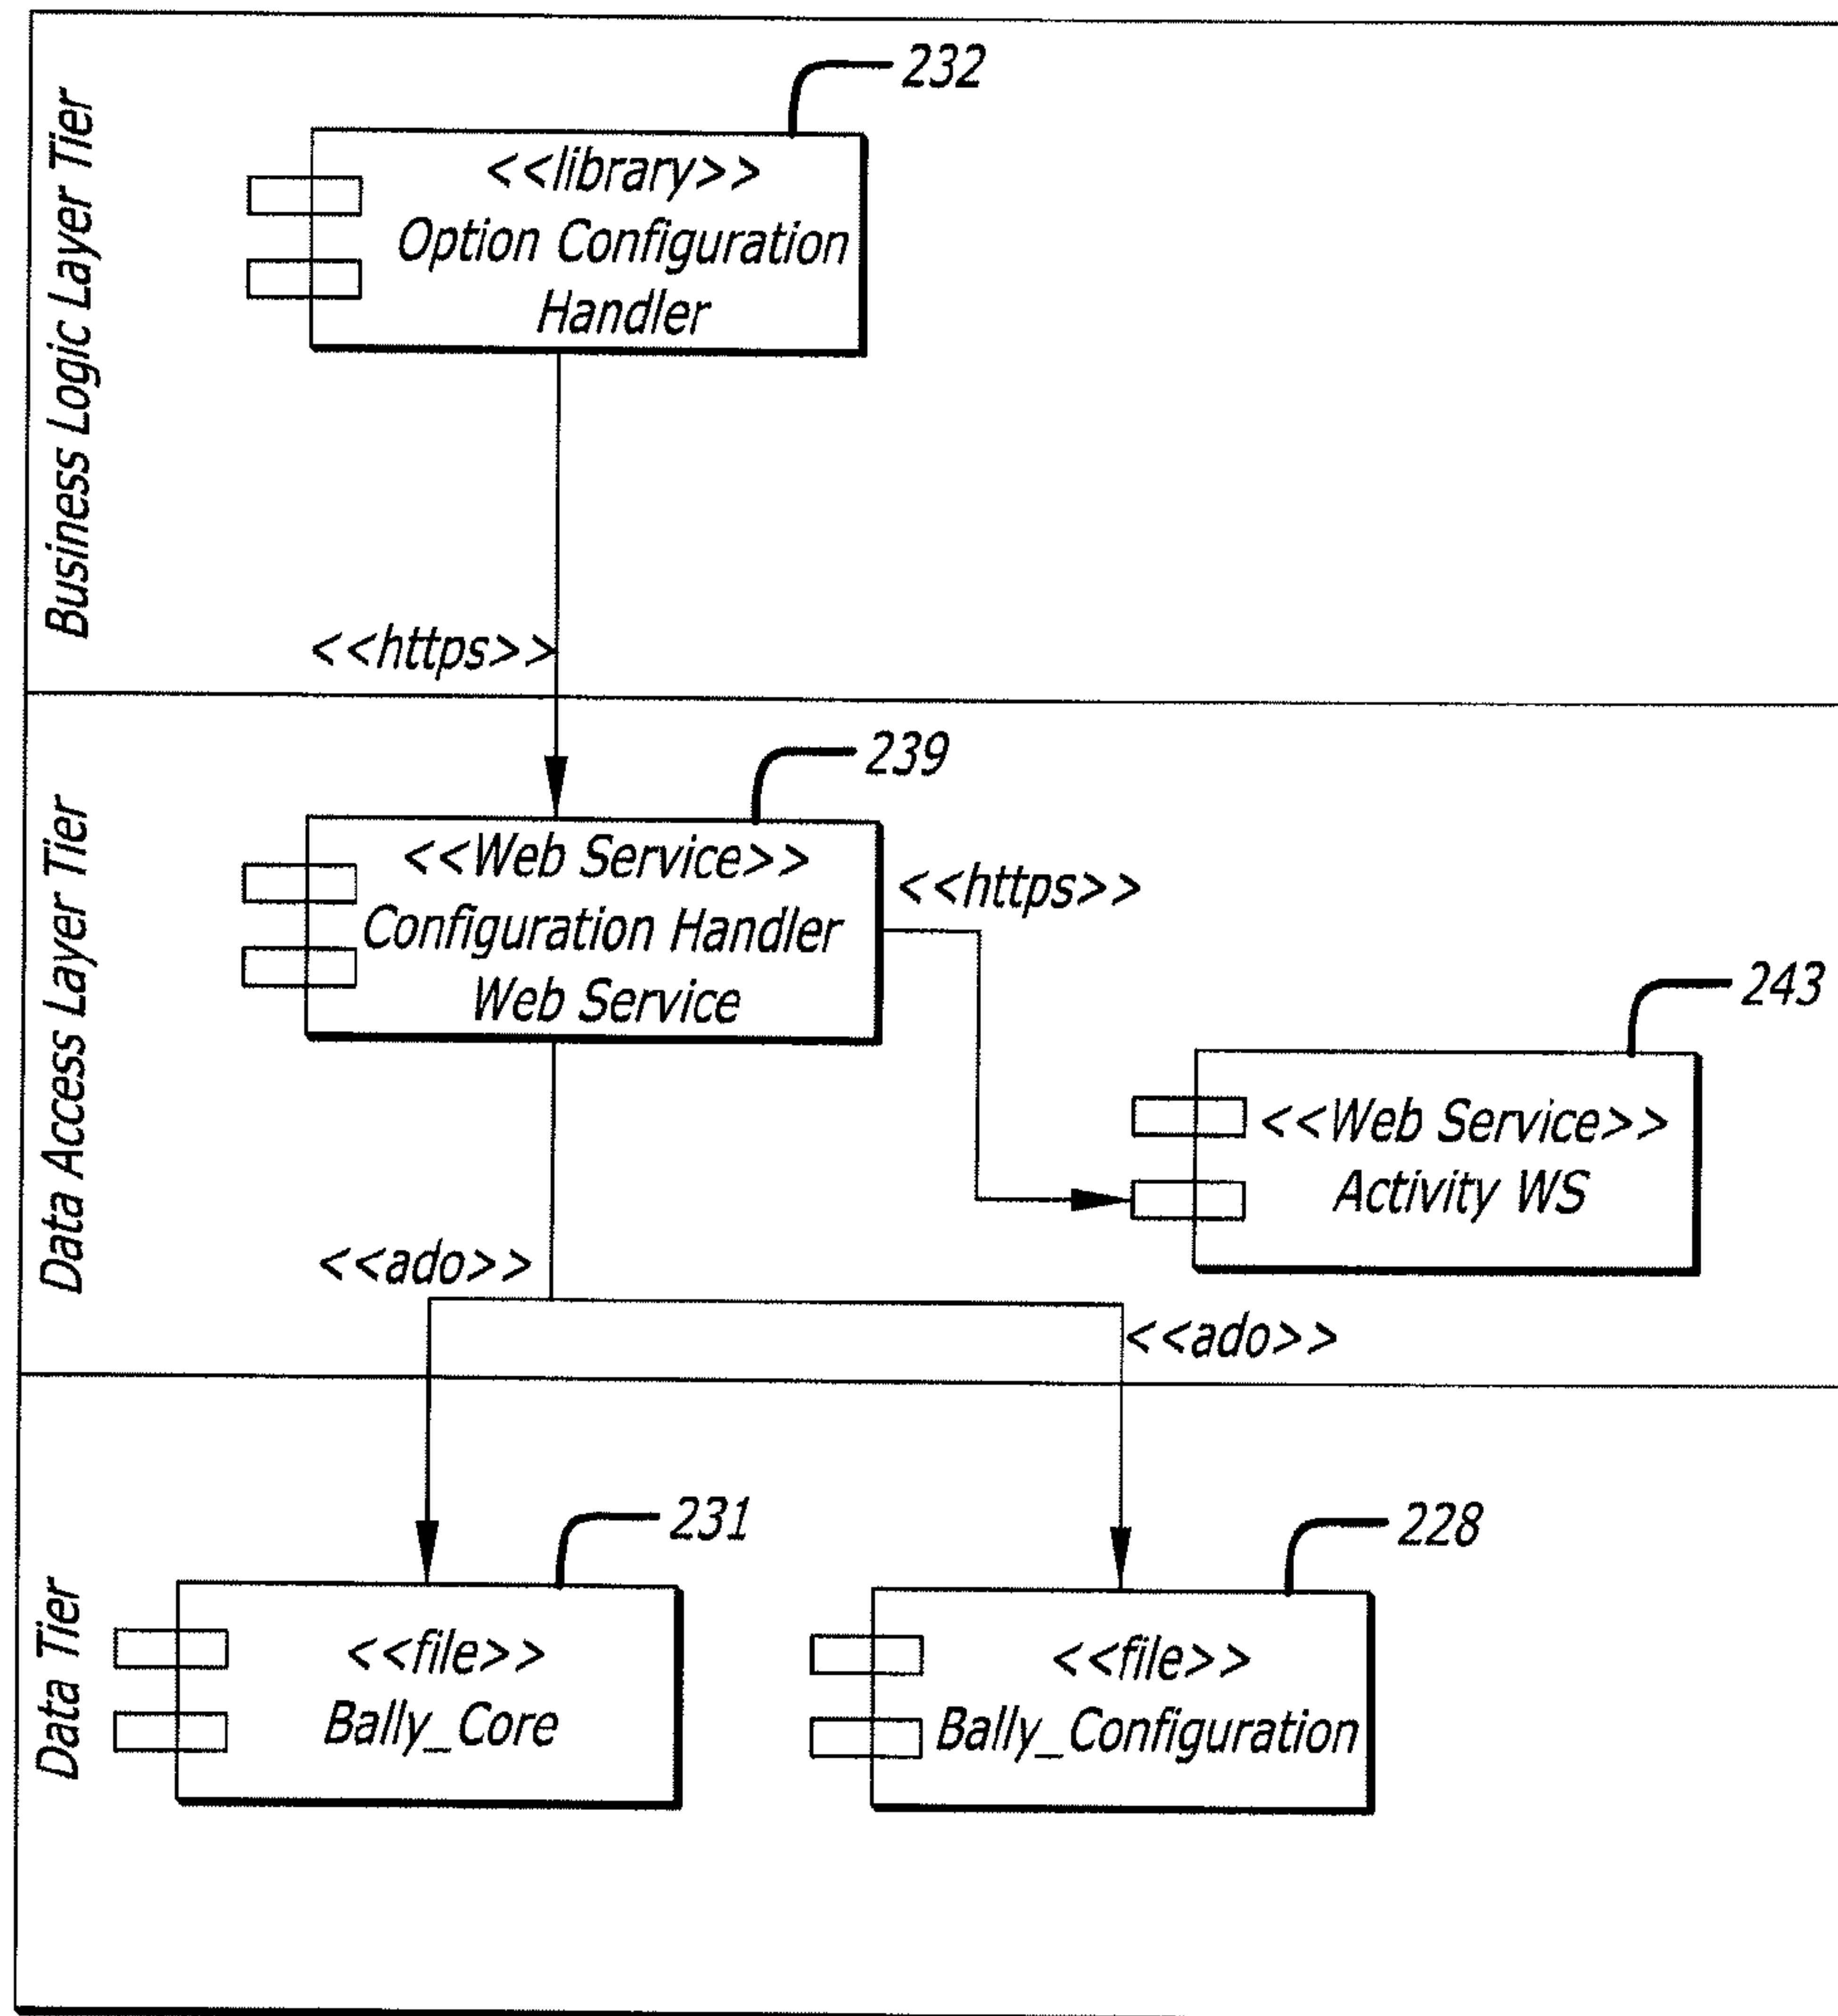 Business Logic Layer Tier
232
<<library>>
Option Configuration
Handler
<<https>>
Data Access Layer Tier
239
<<Web Service>>
Configuration Handler
Web Service
<<https>>
243
<<Web Service>>
Activity WS
<<ado>>
<<ado>>
Data Tier
231
<<file>>
Bally_Core
228
<<file>>
Bally_Configuration